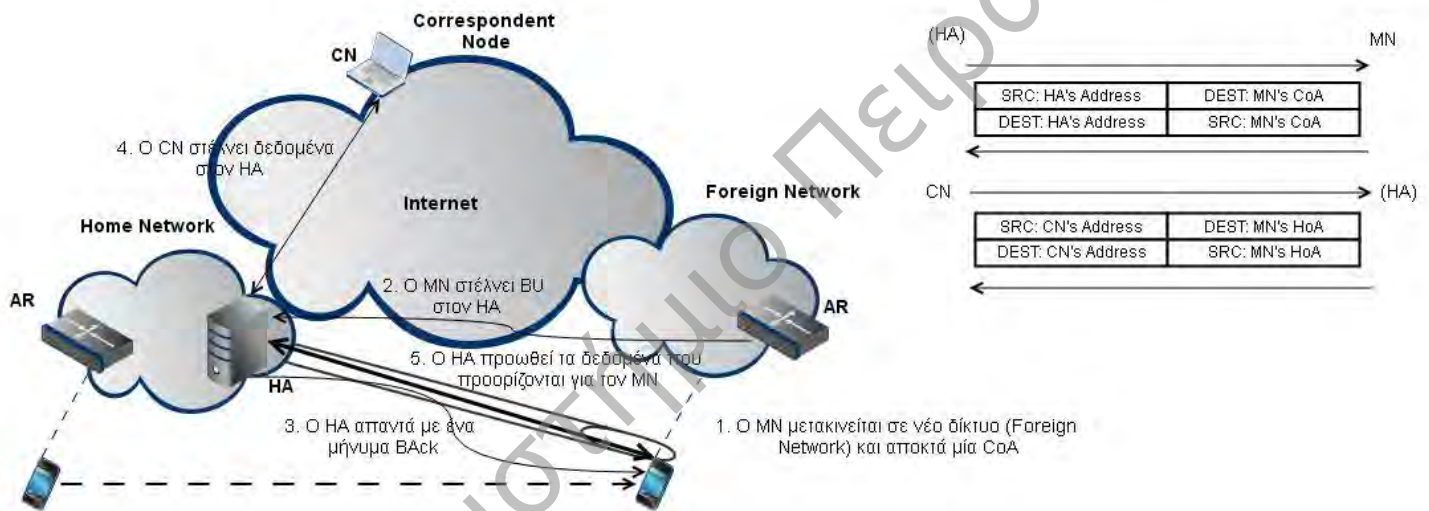 Correspondent
Node
CN
4. Ο CN στέλνει δεδομένα
στον HA
Internet
Foreign Network
Home Network
AR
2. Ο MN στέλνει BU
στον HA
AR
5. Ο HA προωθεί τα δεδομένα που
προορίζονται για τον MN
HA
3. Ο HA απαντά με ένα
μήνυμα BAck
1. Ο MN μετακινείται σε νέο δίκτυο (Foreign
Network) και αποκτά μία CoA
(HA) MN
SRC: HA's Address DEST: MN's CoA
DEST: HA's Address SRC: MN's CoA
CN (HA)
SRC: CN's Address DEST: MN's HoA
DEST: CN's Address SRC: MN's HoA